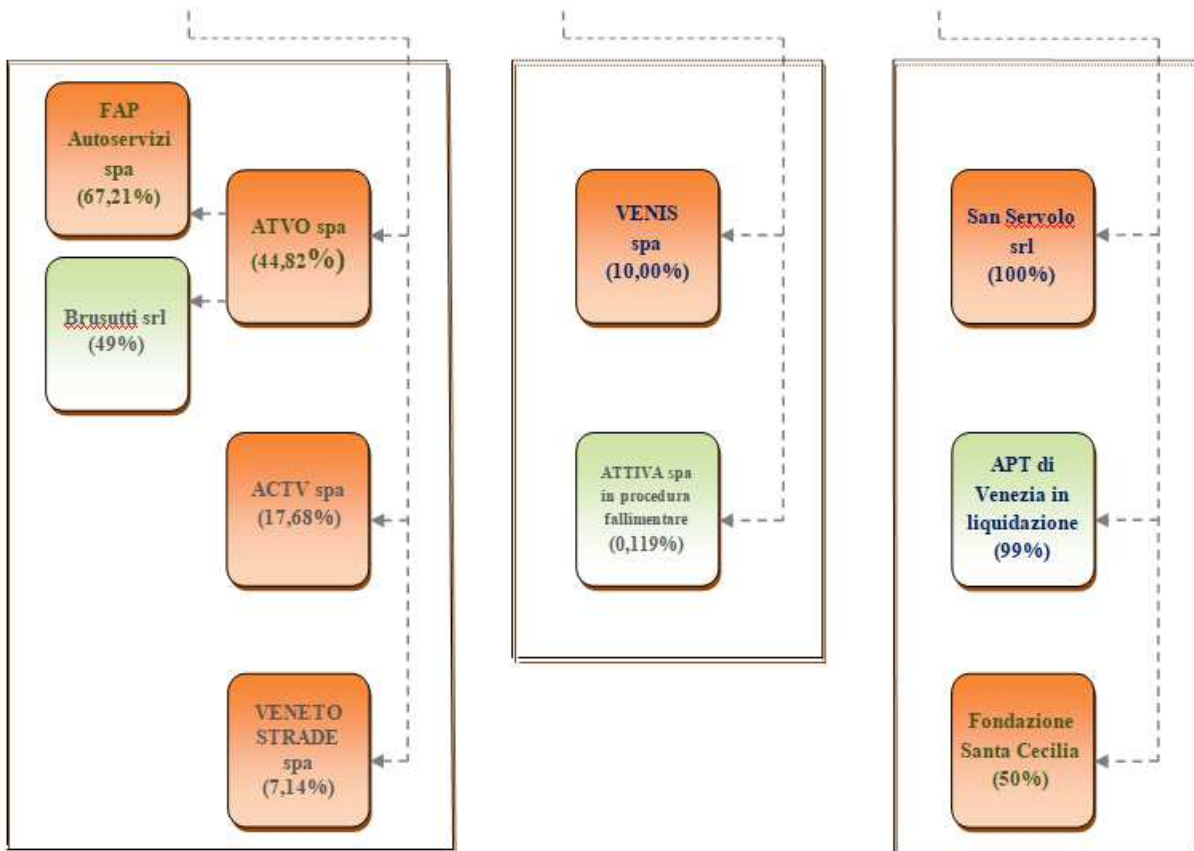 FAP
Autoservizi
spa
(67,21%)
ATVO spa
(44,82%)
Brusutti srl
(49%)
ACTV spa
(17,68%)
VENETO
STRADE
spa
(7,14%)
VENIS
spa
(10,00%)
ATTIVA spa
in procedura
fallimentare
(0,119%)
San Servolo
srl
(100%)
APT di
Venezia in
liquidazione
(99%)
Fondazione
Santa Cecilia
(50%)